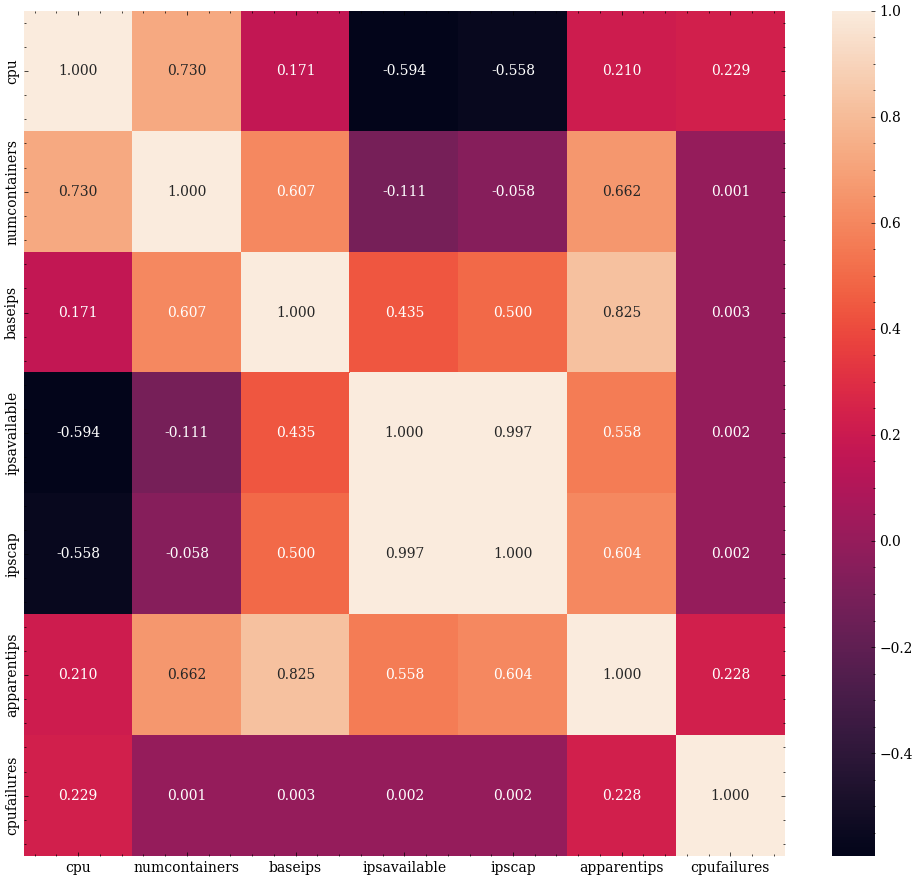 cpu 1.000 0.730 0.171 -0.594 -0.558 0.210 0.229
numcontainers 0.730 1.000 0.607 -0.111 -0.058 0.662 0.001
baseips 0.171 0.607 1.000 0.435 0.500 0.825 0.003
ipsavailable -0.594 -0.111 0.435 1.000 0.997 0.558 0.002
ipscap -0.558 -0.058 0.500 0.997 1.000 0.604 0.002
apparentips 0.210 0.662 0.825 0.558 0.604 1.000 0.228
cpufailures 0.229 0.001 0.003 0.002 0.002 0.228 1.000
cpu numcontainers baseips ipsavailable ipscap apparentips cpufailures
1.0
0.8
0.6
0.4
0.2
0.0
−0.2
−0.4